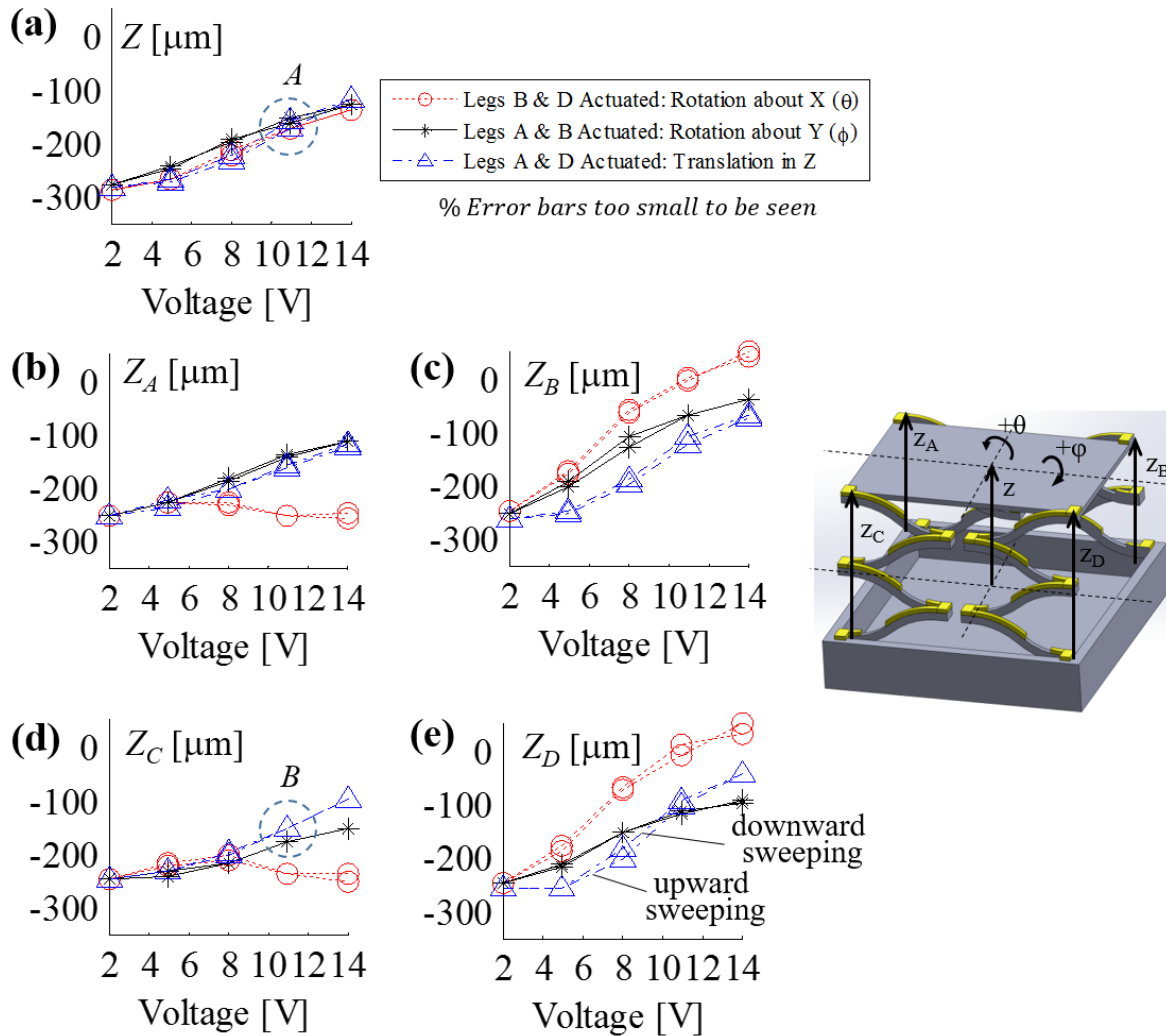 (a)
Z [μm]
0
-100
-200
-300
A
2 4 6 8 10 12 14
Voltage [V]
Legs B & D Actuated: Rotation about X (θ)
Legs A & B Actuated: Rotation about Y (ϕ)
Legs A & D Actuated: Translation in Z
% Error bars too small to be seen
(b)
Z_A [μm]
0
-100
-200
-300
2 4 6 8 10 12 14
Voltage [V]
(c)
Z_B [μm]
0
-100
-200
-300
2 4 6 8 10 12 14
Voltage [V]
+θ
+φ
Z_A
Z
Z_B
Z_C
Z_D
(d)
Z_C [μm]
0
-100
-200
-300
B
2 4 6 8 10 12 14
Voltage [V]
(e)
Z_D [μm]
0
-100
-200
-300
downward
sweeping
upward
sweeping
2 4 6 8 10 12 14
Voltage [V]